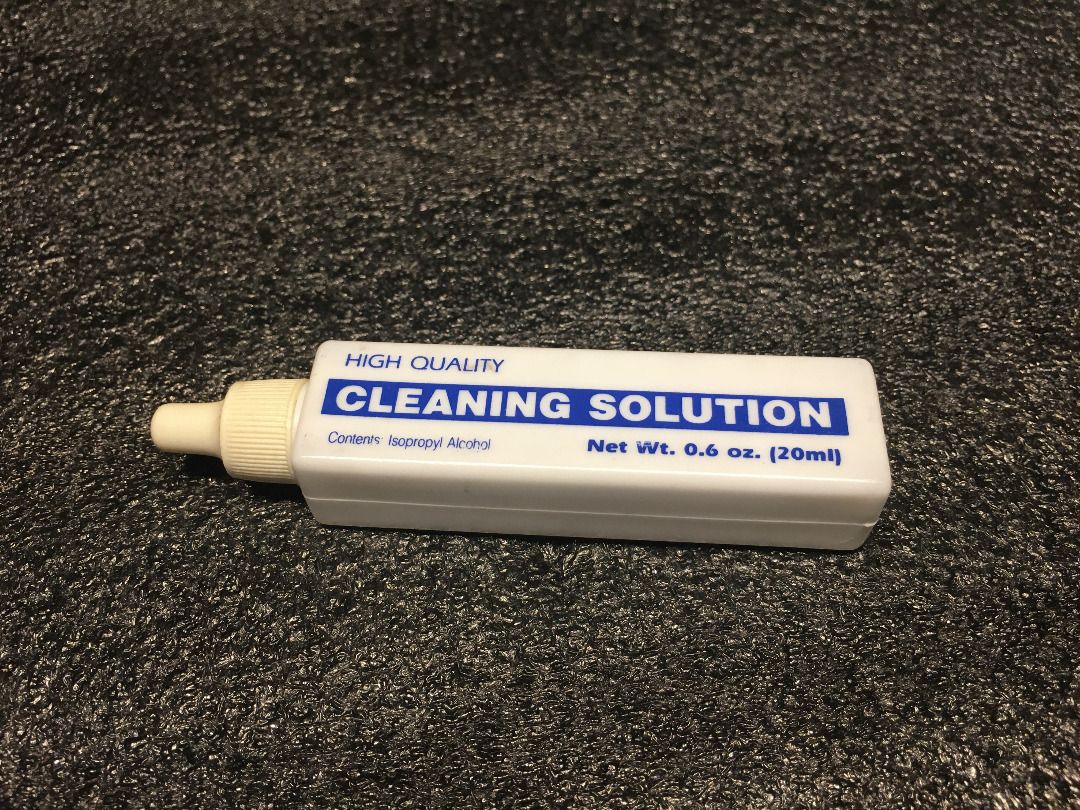 HIGH QUALITY
CLEANING SOLUTION
Contents: Isopropyl Alcohol
Net Wt. 0.6 oz. (20ml)